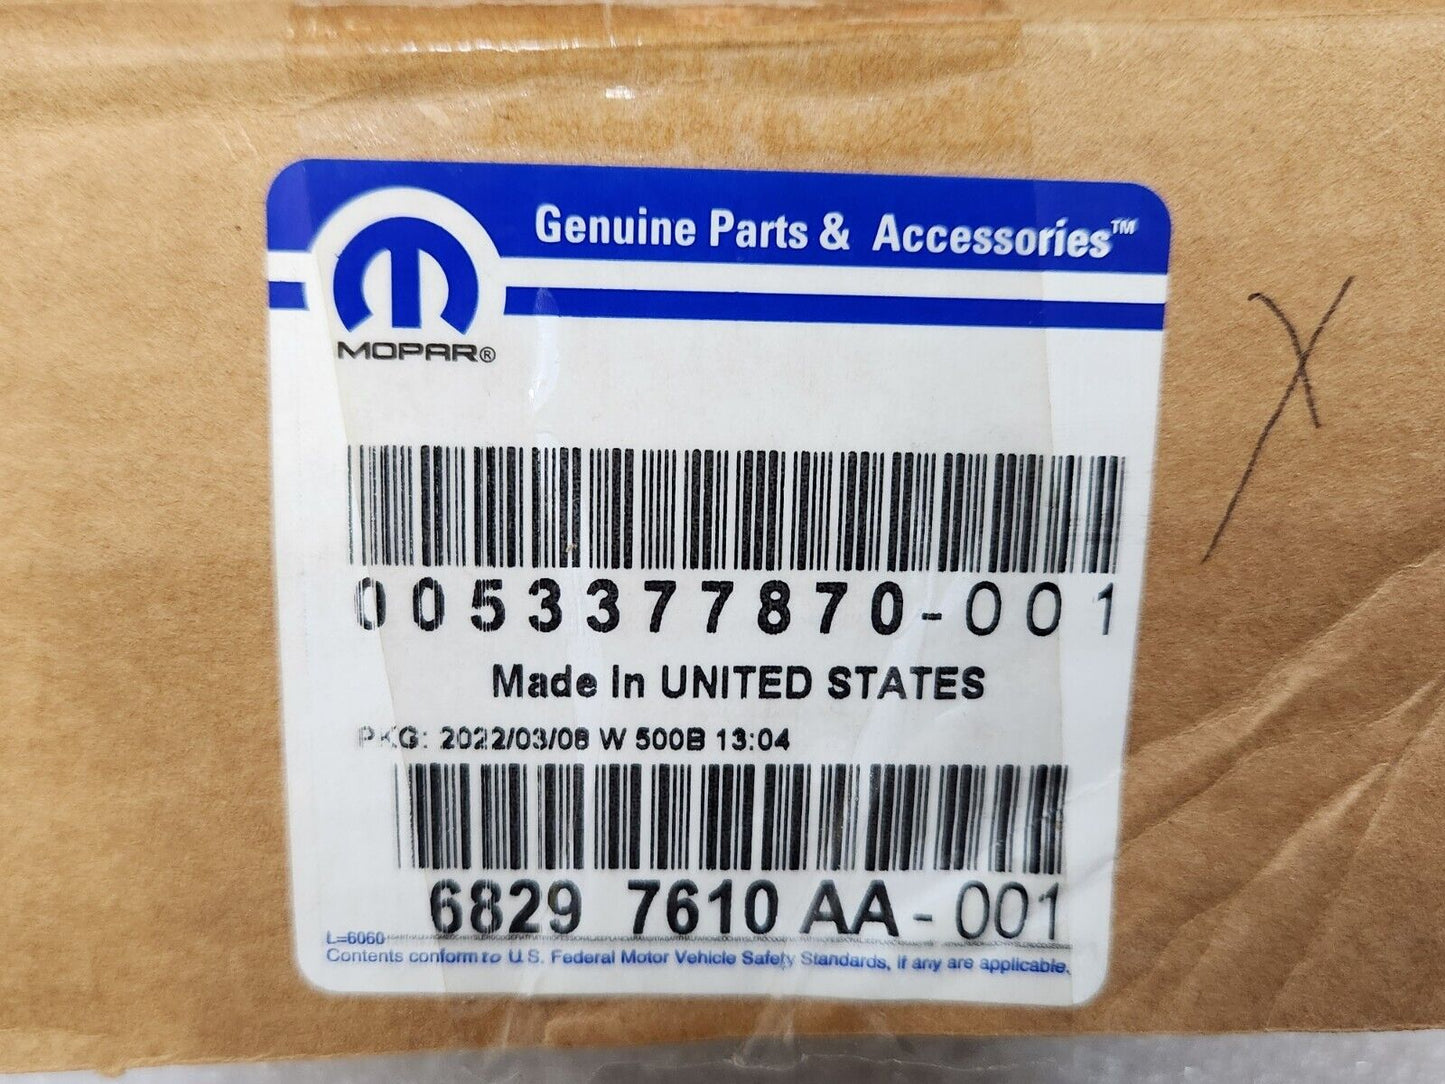 Genuine Parts & Accessories™
MOPAR®
0053377870-001
Made In UNITED STATES
PKG: 2022/03/08 W 500B 13:04
6829 7610 AA-001
L=6060
Contents conform to U.S. Federal Motor Vehicle Safety Standards, if any are applicable.
X